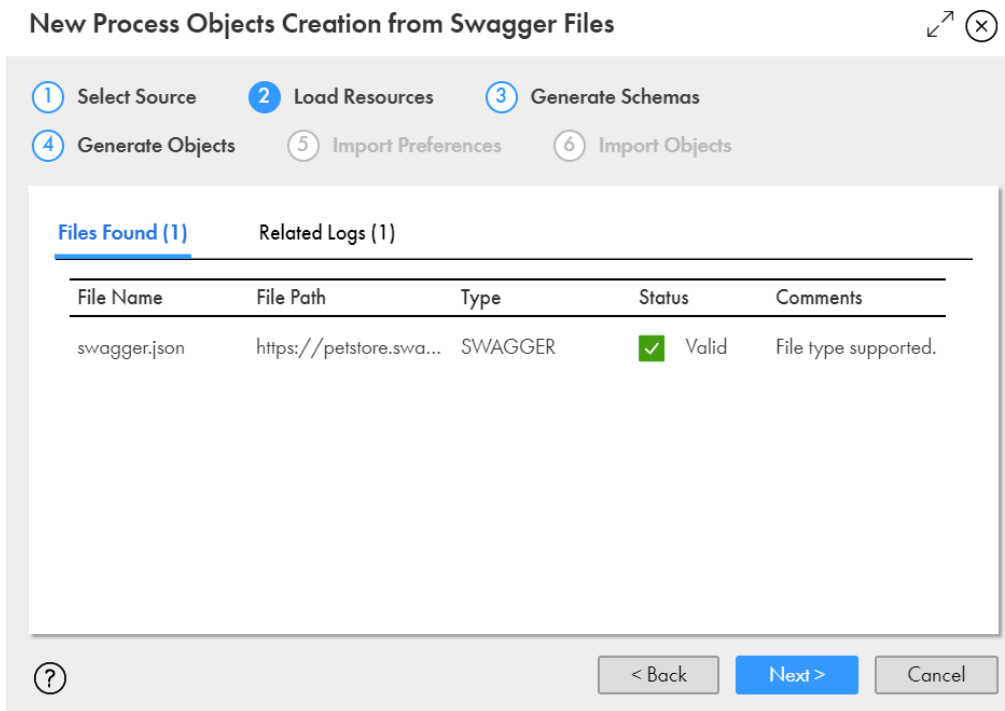 New Process Objects Creation from Swagger Files
1 Select Source 2 Load Resources 3 Generate Schemas
4 Generate Objects 5 Import Preferences 6 Import Objects
Files Found (1) Related Logs (1)
File Name File Path Type Status Comments
swagger.json https://petstore.swa... SWAGGER Valid File type supported.
? < Back Next > Cancel